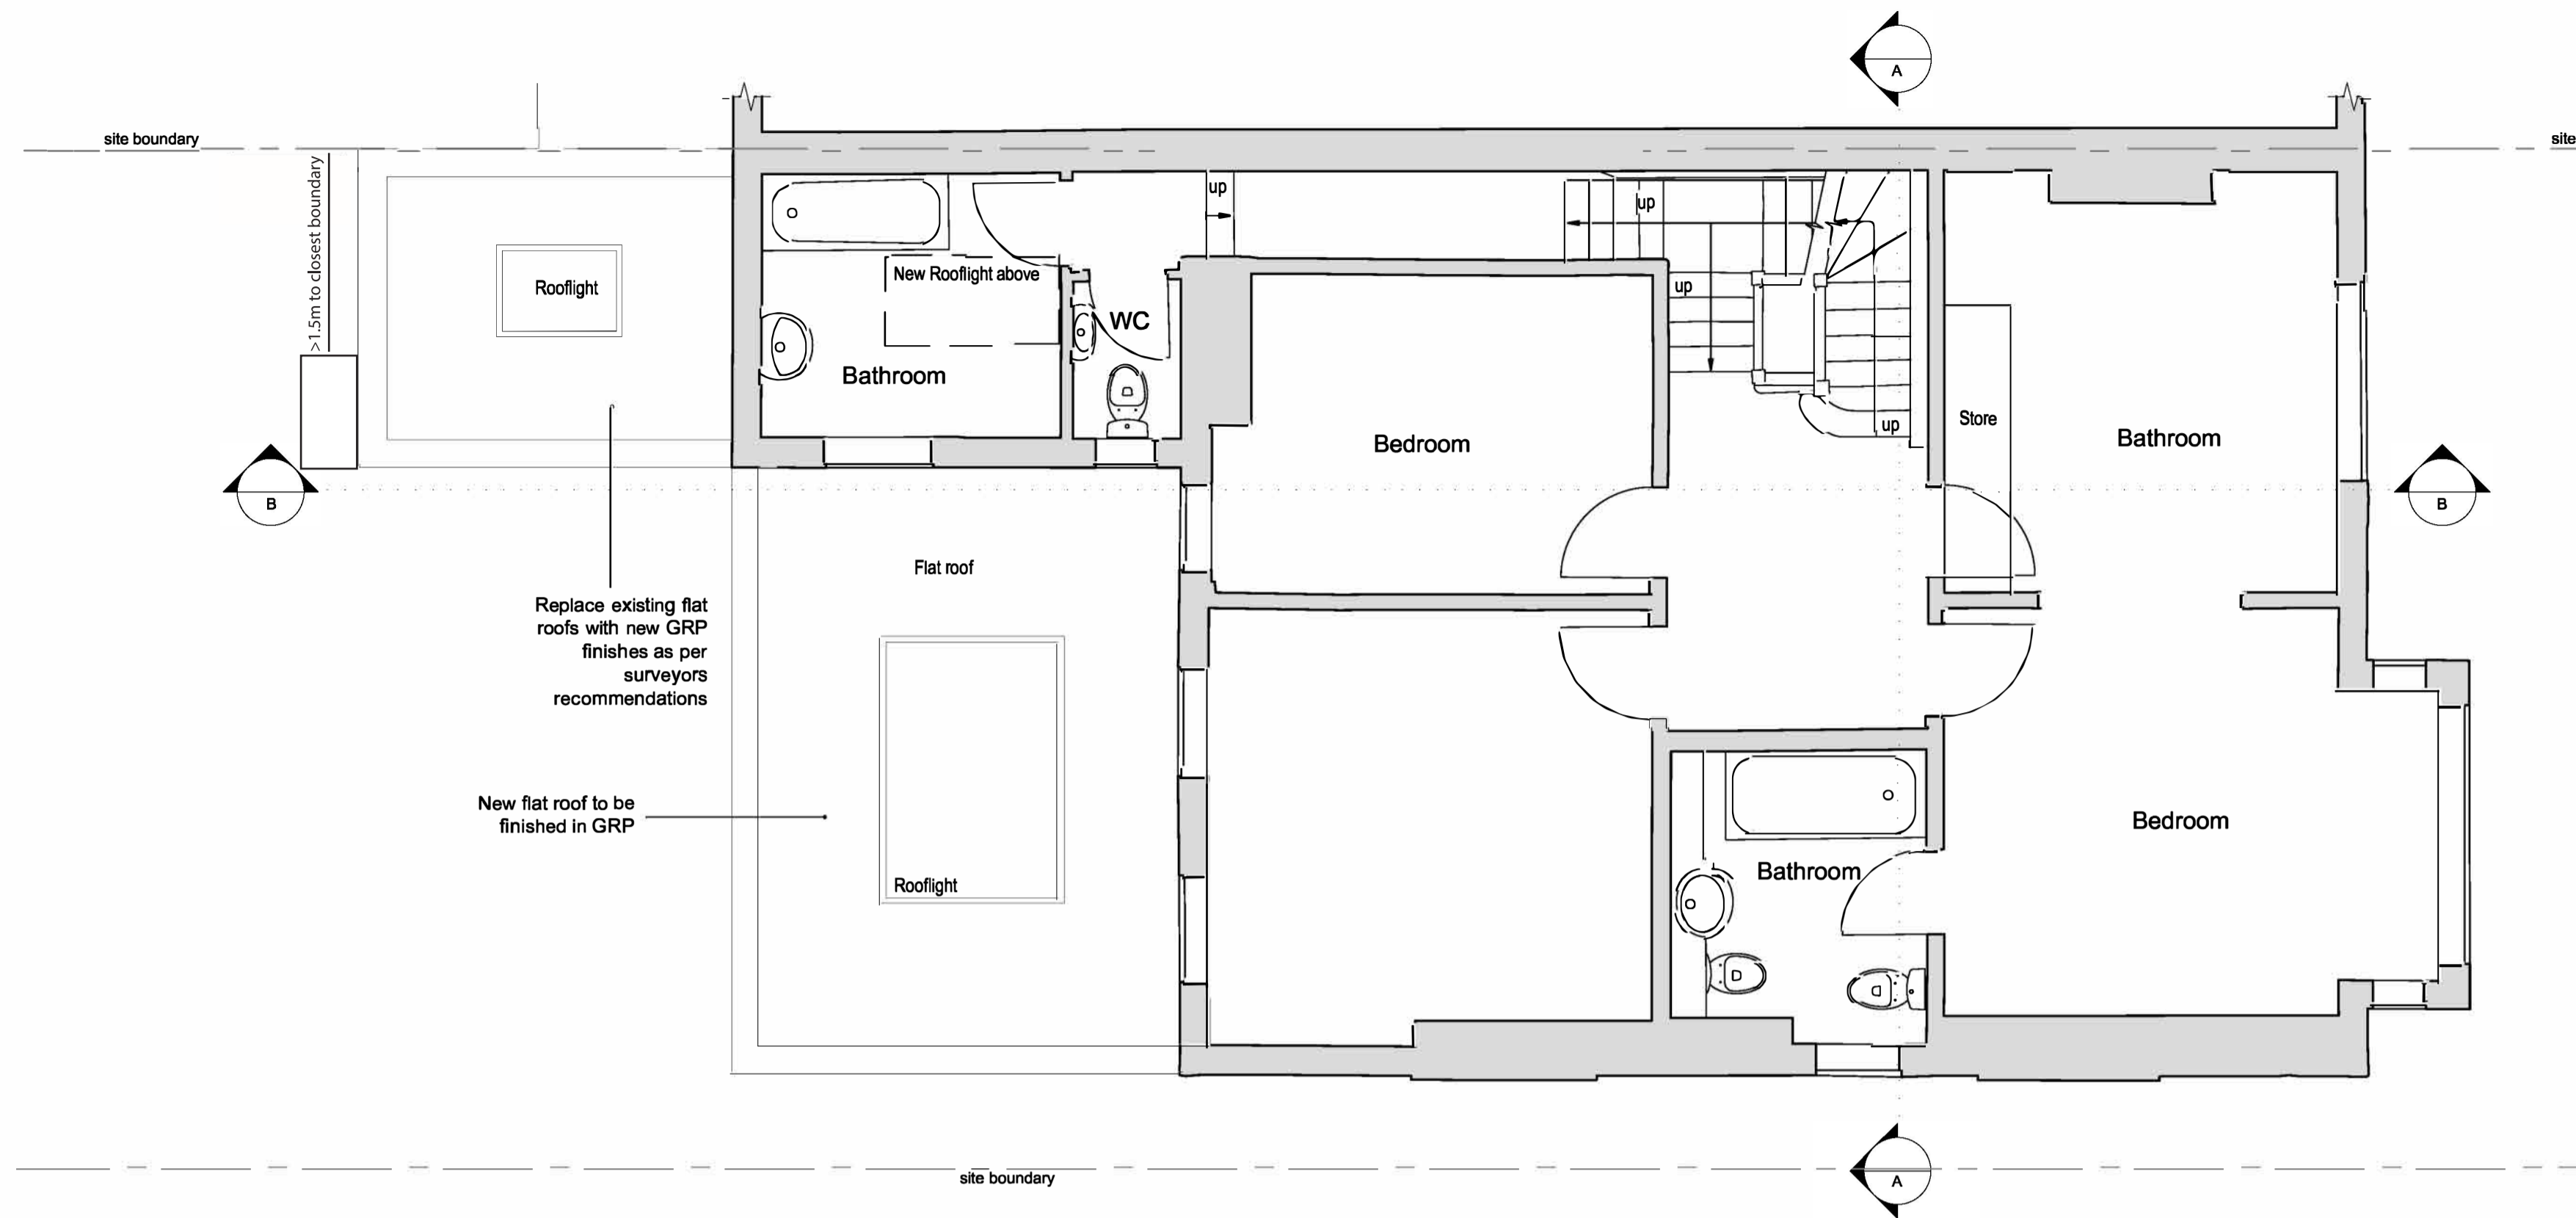 A
site boundary
site
>1.5m to closest boundary
up
up
New Rooflight above
Rooflight
up
WC
Bathroom
Store
up
Bedroom
Bathroom
B
B
Flat roof
Replace existing flat
roofs with new GRP
finishes as per
surveyors
recommendations
New flat roof to be
finished in GRP
Bedroom
Bathroom
Rooflight
site boundary
A